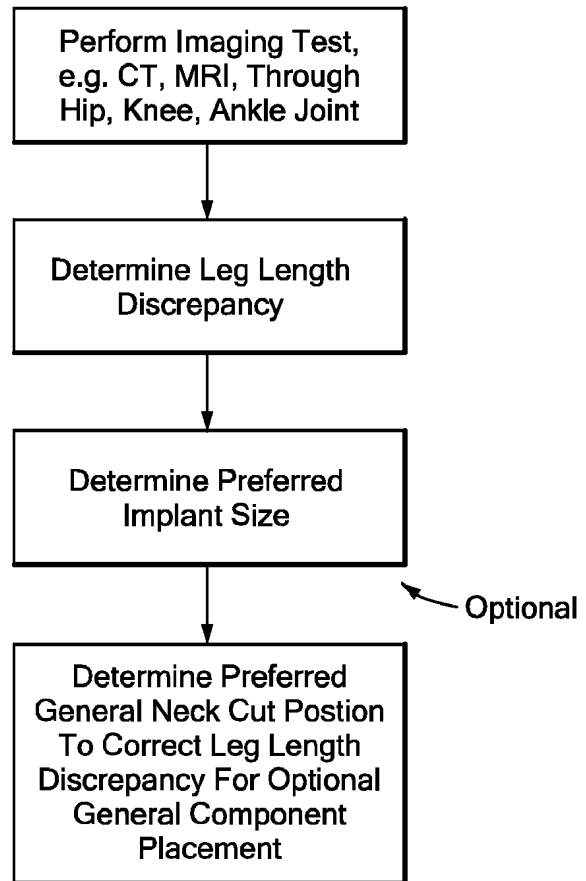 Perform Imaging Test,
e.g. CT, MRI, Through
Hip, Knee, Ankle Joint
Determine Leg Length
Discrepancy
Determine Preferred
Implant Size
Optional
Determine Preferred
General Neck Cut Postion
To Correct Leg Length
Discrepancy For Optional
General Component
Placement